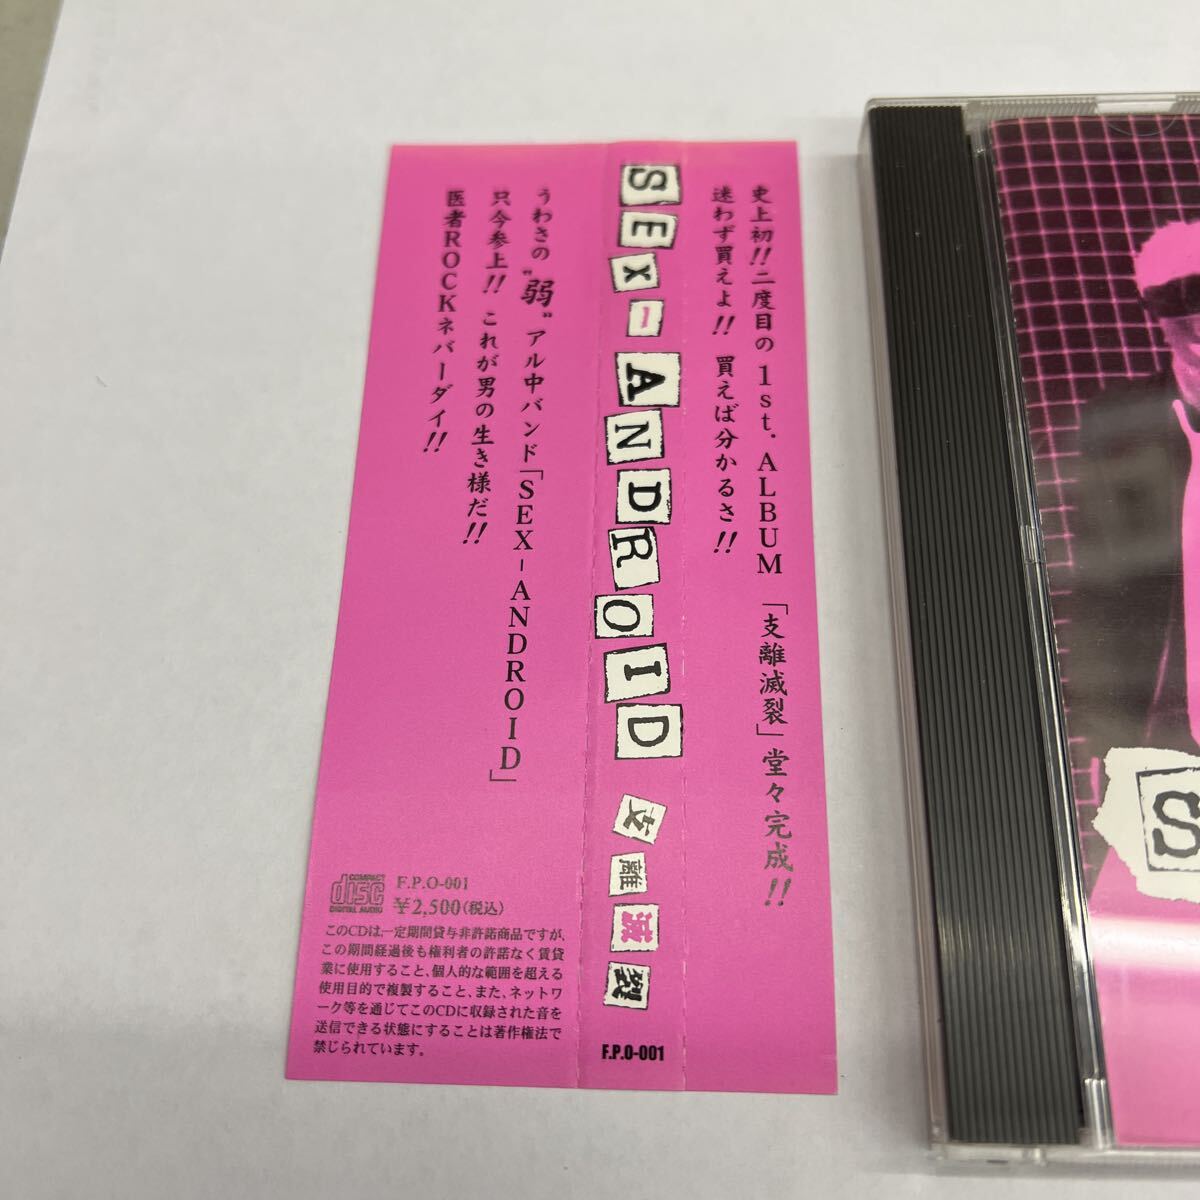 史上初!!二度目の1st.ALBUM「支離滅裂」堂々完成!!
迷わず買えよ!! 買えば分かるさ!!
SEX-ANDROID 支離滅裂
F.P.O-001
うわさの"弱"アル中バンド「SEX-ANDROID」
只今参上!! これが男の生き様だ!!
医者ROCKネバーダイ!!
COMPACT
disc
DIGITAL AUDIO
F.P.O-001
¥2,500(税込)
このCDは、一定期間貸与非許諾商品ですが、
この期間経過後も権利者の許諾なく賃貸
業に使用すること、個人的な範囲を超える
使用目的で複製すること、また、ネットワ
ーク等を通じてこのCDに収録された音を
送信できる状態にすることは著作権法で
禁じられています。
S